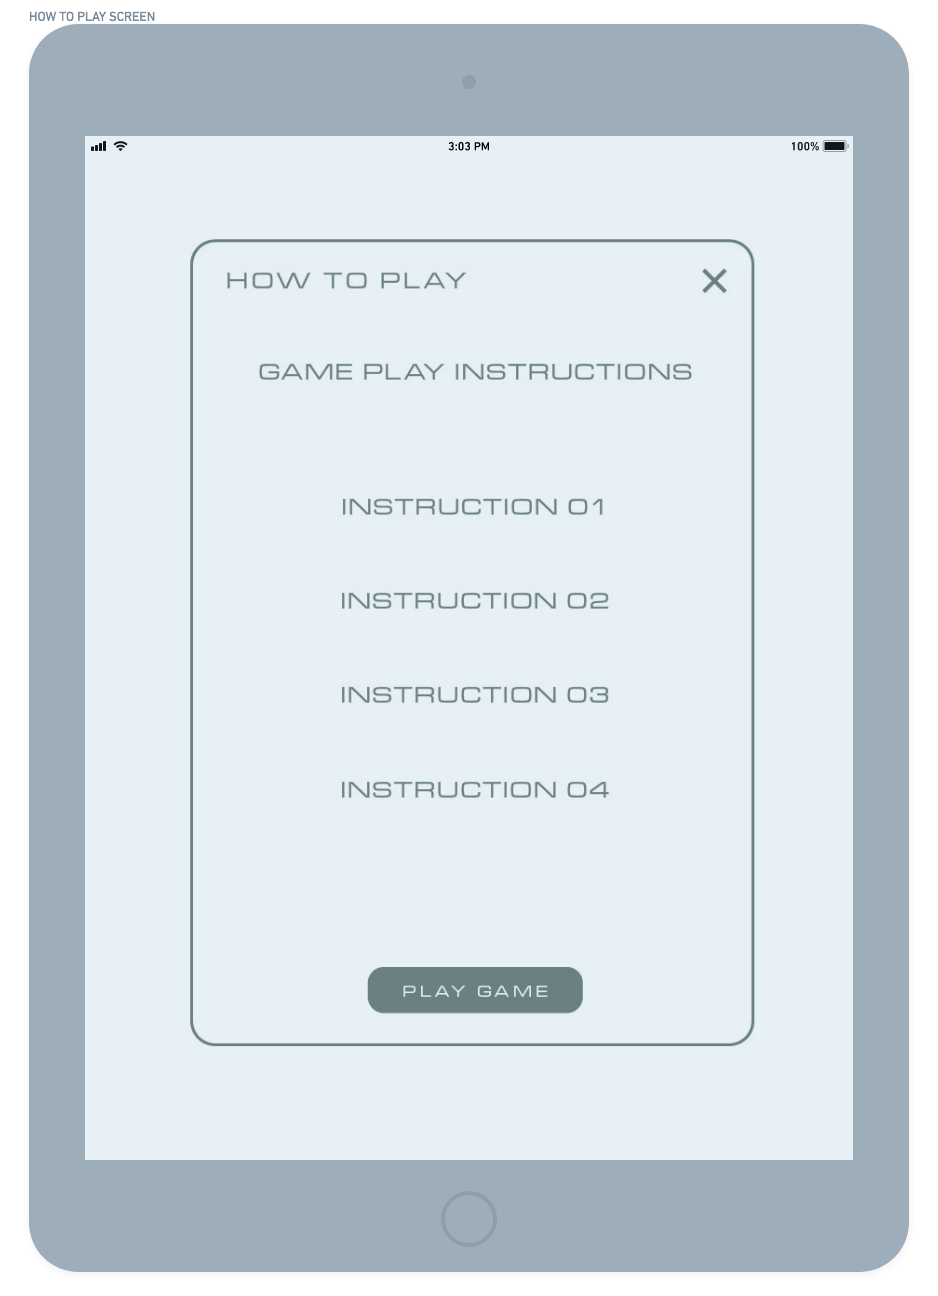 HOW TO PLAY SCREEN
3:03 PM
100%
HOW TO PLAY
GAME PLAY INSTRUCTIONS
INSTRUCTION 01
INSTRUCTION 02
INSTRUCTION 03
INSTRUCTION 04
PLAY GAME